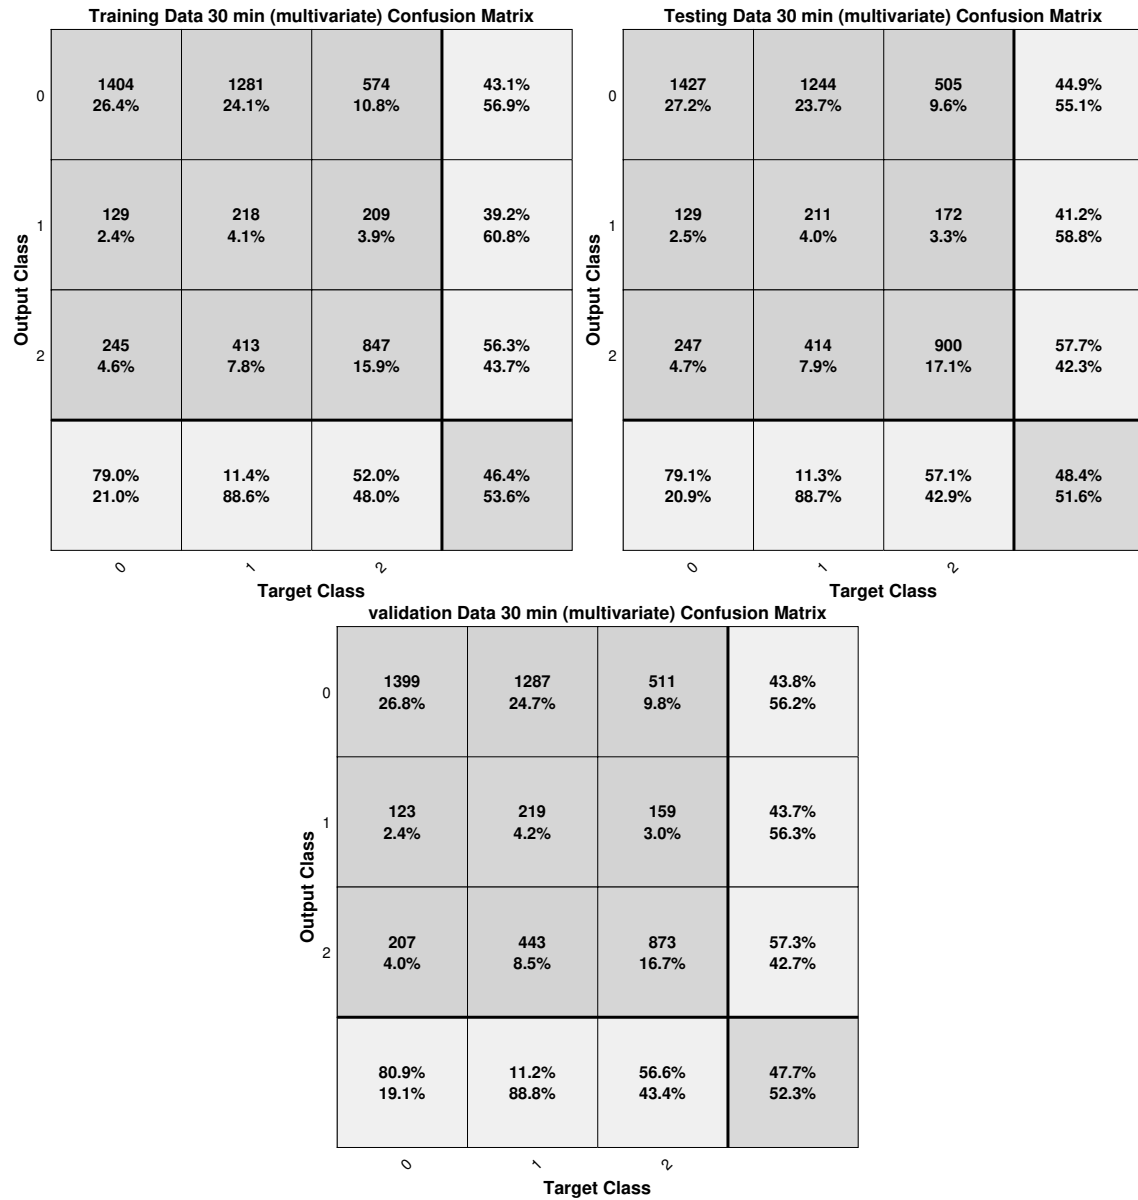 Training Data 30 min (multivariate) Confusion Matrix
1404 1281 574 43.1%
0
26.4% 24.1% 10.8% 56.9%
129 218 209 39.2%
1
2.4% 4.1% 3.9% 60.8%
245 413 847 56.3%
2
4.6% 7.8% 15.9% 43.7%
79.0% 11.4% 52.0% 46.4%
21.0% 88.6% 48.0% 53.6%
0 1 2
Output Class
Target Class
Testing Data 30 min (multivariate) Confusion Matrix
1427 1244 505 44.9%
0
27.2% 23.7% 9.6% 55.1%
129 211 172 41.2%
1
2.5% 4.0% 3.3% 58.8%
247 414 900 57.7%
2
4.7% 7.9% 17.1% 42.3%
79.1% 11.3% 57.1% 48.4%
20.9% 88.7% 42.9% 51.6%
0 1 2
Output Class
Target Class
validation Data 30 min (multivariate) Confusion Matrix
1399 1287 511 43.8%
0
26.8% 24.7% 9.8% 56.2%
123 219 159 43.7%
1
2.4% 4.2% 3.0% 56.3%
207 443 873 57.3%
2
4.0% 8.5% 16.7% 42.7%
80.9% 11.2% 56.6% 47.7%
19.1% 88.8% 43.4% 52.3%
0 1 2
Output Class
Target Class